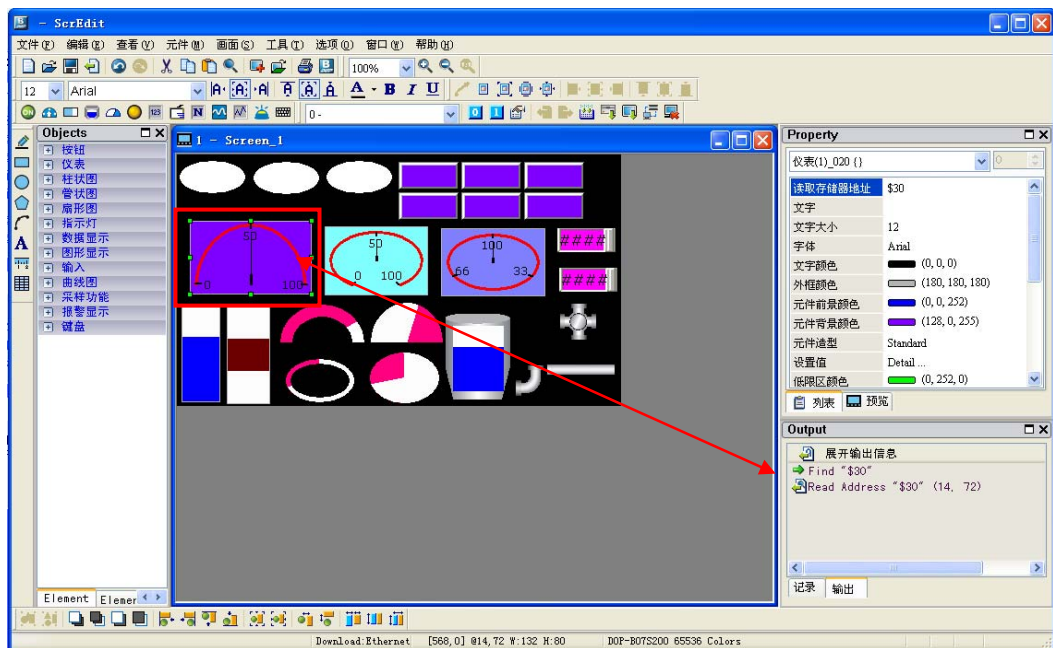 - ScrEdit
文件(F) 编辑(E) 查看(V) 元件(M) 画面(S) 工具(T) 选项(O) 窗口(W) 帮助(H)
100%
12 Arial A A A A A A A - B I U
ON 123 N 0 - 0 1
Objects
按钮
仪表
柱状图
管状图
扇形图
指示灯
数据显示
图形显示
输入
曲线图
采样功能
报警显示
键盘
Element Elemer
1 - Screen_1
50
0 100
50
0 100
100
66 33
####
####
Property
仪表(1)_020 {} 0
读取存储器地址 $30
文字
文字大小 12
字体 Arial
文字颜色 (0, 0, 0)
外框颜色 (180, 180, 180)
元件前景颜色 (0, 0, 252)
元件背景颜色 (128, 0, 255)
元件造型 Standard
设置值 Detail ...
低限区颜色 (0, 252, 0)
列表 预览
Output
展开输出信息
Find "$30"
Read Address "$30" (14, 72)
记录 输出
Download:Ethernet [568,0] @14,72 W:132 H:80 DOP-B07S200 65536 Colors